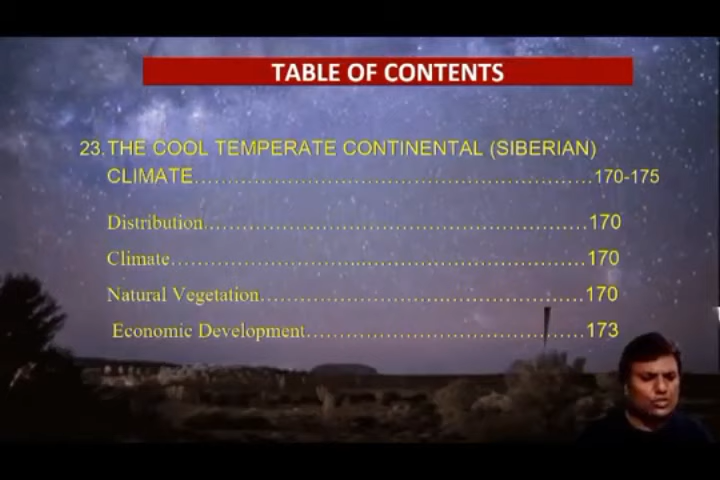 TABLE OF CONTENTS
23. THE COOL TEMPERATE CONTINENTAL (SIBERIAN)
CLIMATE……………………………………………………170-175
Distribution…………………………………………………170
Climate………………………………………………………170
Natural Vegetation…………………………………………170
Economic Development……………………………………173